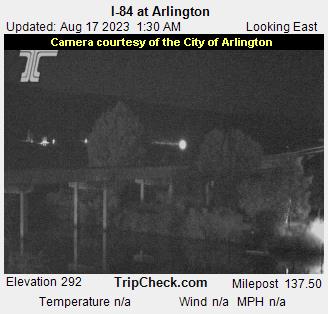 I-84 at Arlington
Updated: Aug 17 2023 1:30 AM Looking East
Camera courtesy of the City of Arlington
Elevation 292 TripCheck.com Milepost 137.50
Temperature n/a Wind n/a MPH n/a